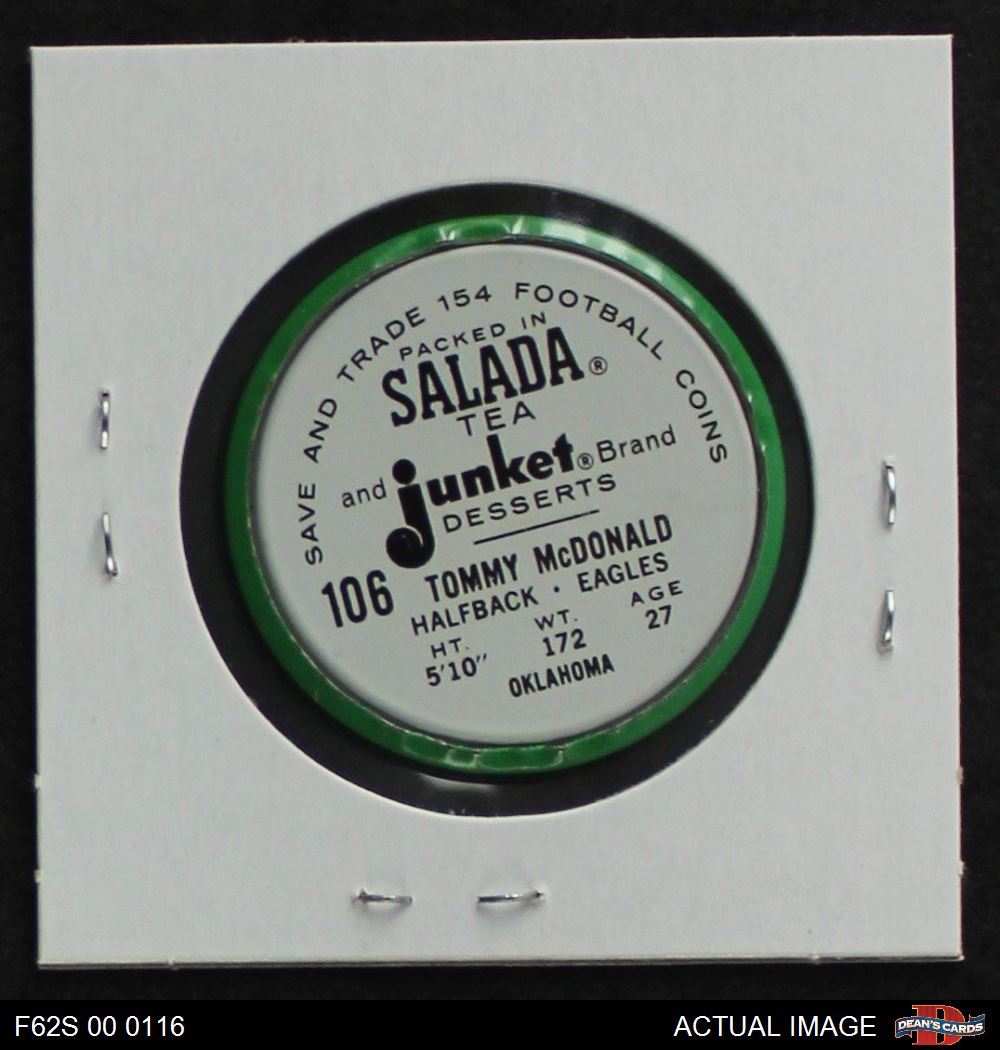 SAVE AND TRADE 154 FOOTBALL COINS
PACKED IN
SALADA®
TEA
and junket® Brand
DESSERTS
106 TOMMY McDONALD
HALFBACK · EAGLES
HT. WT. AGE
5'10" 172 27
OKLAHOMA
F62S 00 0116
ACTUAL IMAGE
D
DEAN'S CARDS